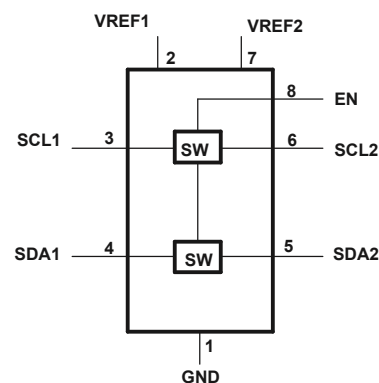 VREF1 VREF2
2 7
8 EN
SCL1 3 SW 6 SCL2
SDA1 4 SW 5 SDA2
1
GND